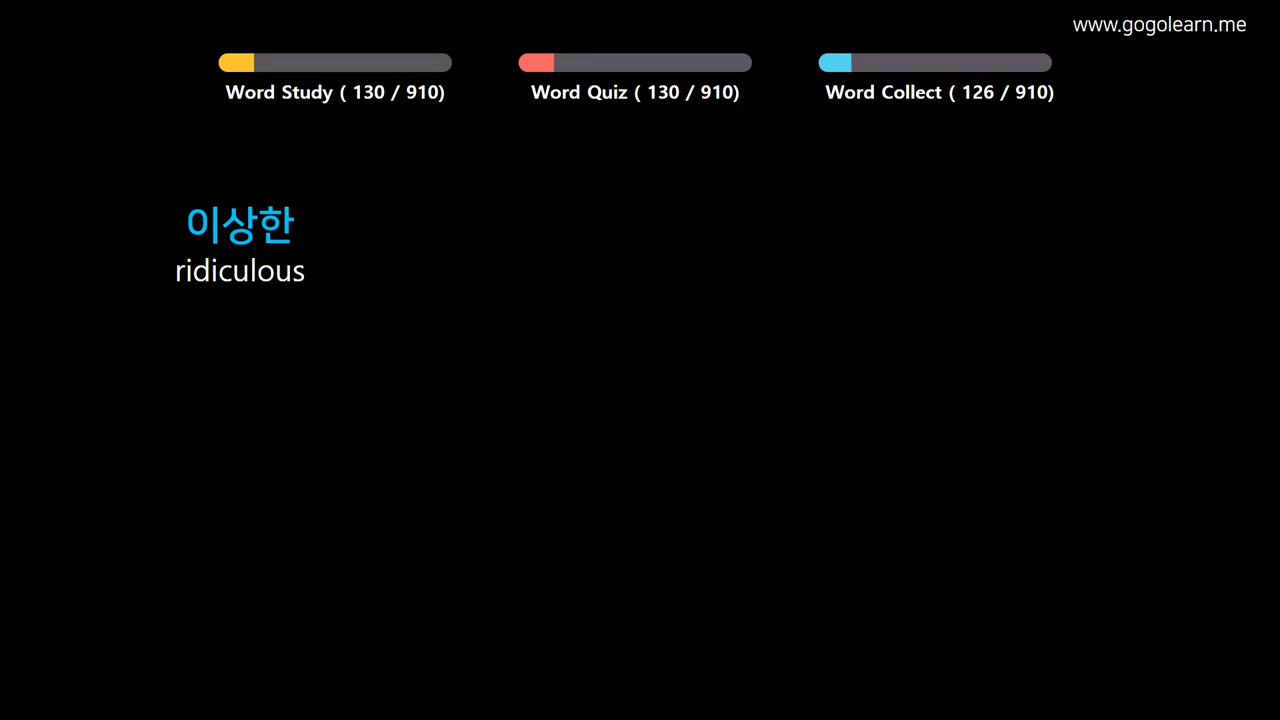 www.gogolearn.me
Word Study ( 130 / 910)
Word Quiz ( 130 / 910)
Word Collect ( 126 / 910)
이상한
ridiculous